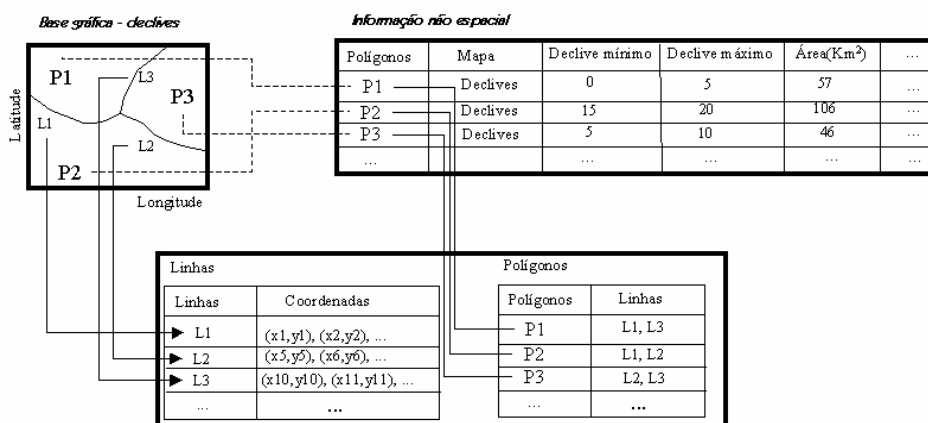 Base gráfica - declives
Informação não espacial
Latitude
P1
L3
P3
L1
L2
P2
Longitude
Polígonos Mapa Declive mínimo Declive máximo Área(Km²) ...
P1 Declives 0 5 57 ...
P2 Declives 15 20 106 ...
P3 Declives 5 10 46 ...
... ... ... ... ...
Linhas
Linhas Coordenadas
L1 (x1,y1), (x2,y2), ...
L2 (x5,y5), (x6,y6), ...
L3 (x10,y10), (x11,y11), ...
... ...
Polígonos
Polígonos Linhas
P1 L1, L3
P2 L1, L2
P3 L2, L3
... ...